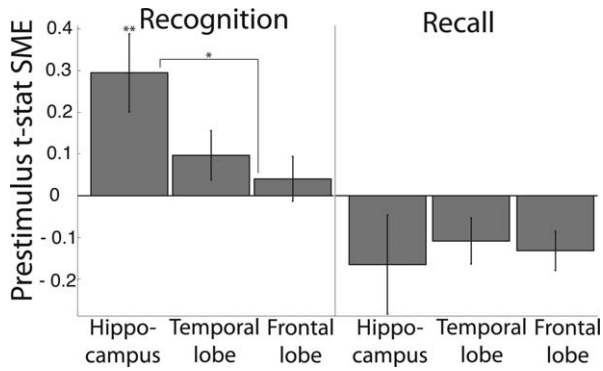 Recognition
Recall
Prestimulus t-stat SME
0.4
0.3
0.2
0.1
0
- 0.1
- 0.2
**
*
Hippo-
campus
Temporal
lobe
Frontal
lobe
Hippo-
campus
Temporal
lobe
Frontal
lobe